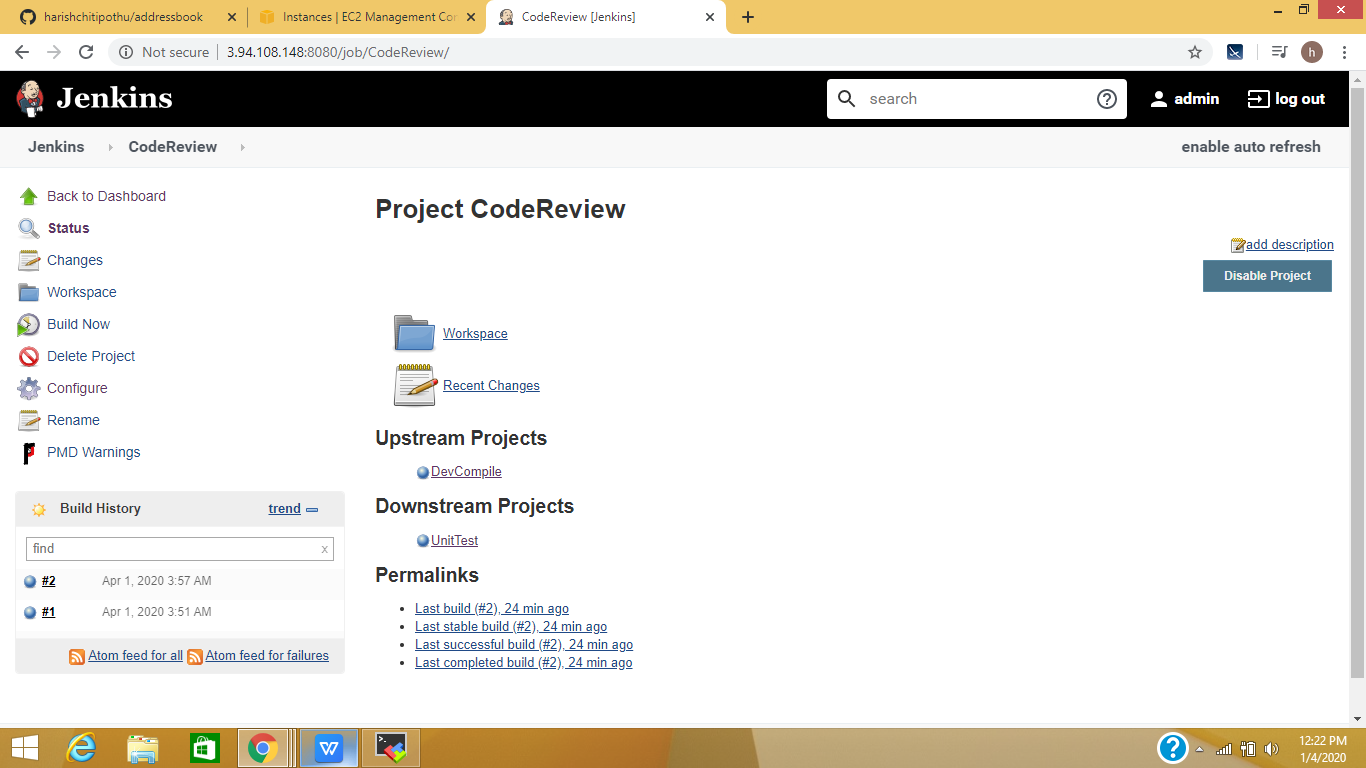 harishchitipothu/addressbook
Instances | EC2 Management Con
CodeReview [Jenkins]
Not secure
3.94.108.148:8080/job/CodeReview/
h
Jenkins
search
admin
log out
Jenkins
CodeReview
enable auto refresh
Back to Dashboard
Status
Changes
Workspace
Build Now
Delete Project
Configure
Rename
PMD Warnings
Build History
trend
find
x
#2 Apr 1, 2020 3:57 AM
#1 Apr 1, 2020 3:51 AM
Atom feed for all
Atom feed for failures
Project CodeReview
add description
Disable Project
Workspace
Recent Changes
Upstream Projects
DevCompile
Downstream Projects
UnitTest
Permalinks
Last build (#2), 24 min ago
Last stable build (#2), 24 min ago
Last successful build (#2), 24 min ago
Last completed build (#2), 24 min ago
12:22 PM
1/4/2020